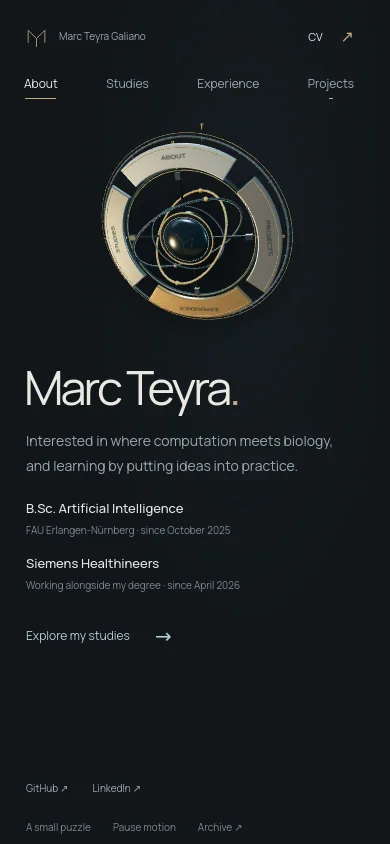 Marc Teyra Galiano
CV ↗
About Studies Experience Projects
ABOUT
STUDIES
PROJECTS
Marc Teyra.
Interested in where computation meets biology,
and learning by putting ideas into practice.
B.Sc. Artificial Intelligence
FAU Erlangen-Nürnberg · since October 2025
Siemens Healthineers
Working alongside my degree · since April 2026
Explore my studies →
GitHub ↗ LinkedIn ↗
A small puzzle Pause motion Archive ↗